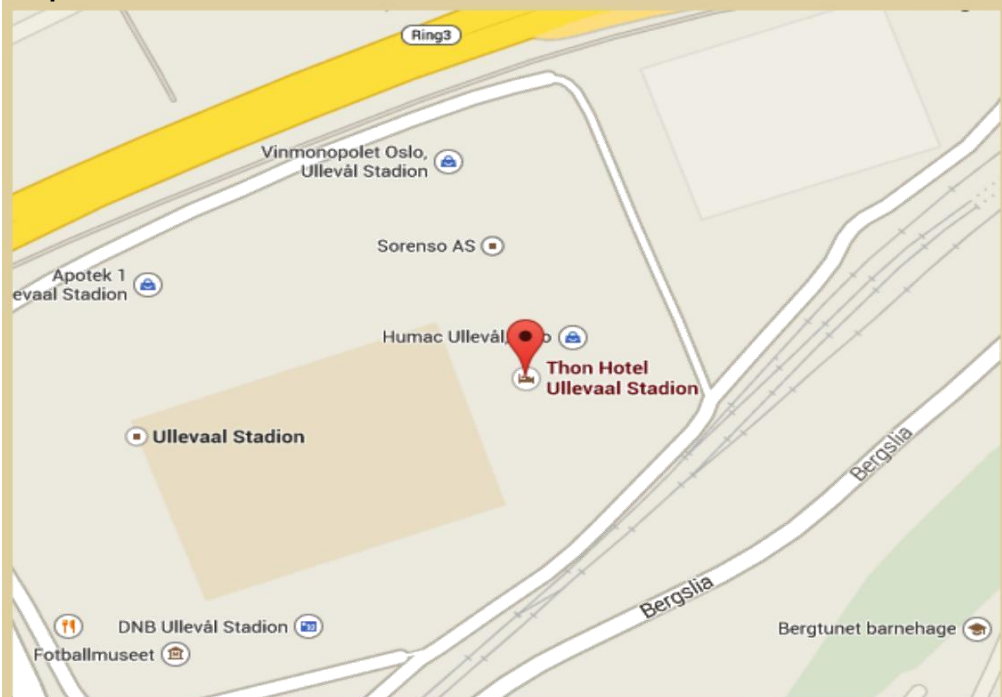 Ring3
Vinmonopolet Oslo,
Ullevål Stadion
Sorenso AS
Apotek 1
evaal Stadion
Humac Ullevål,
Thon Hotel
Ullevaal Stadion
Ullevaal Stadion
Bergslia
Bergslia
DNB Ullevål Stadion
Bergtunet barnehage
Fotballmuseet